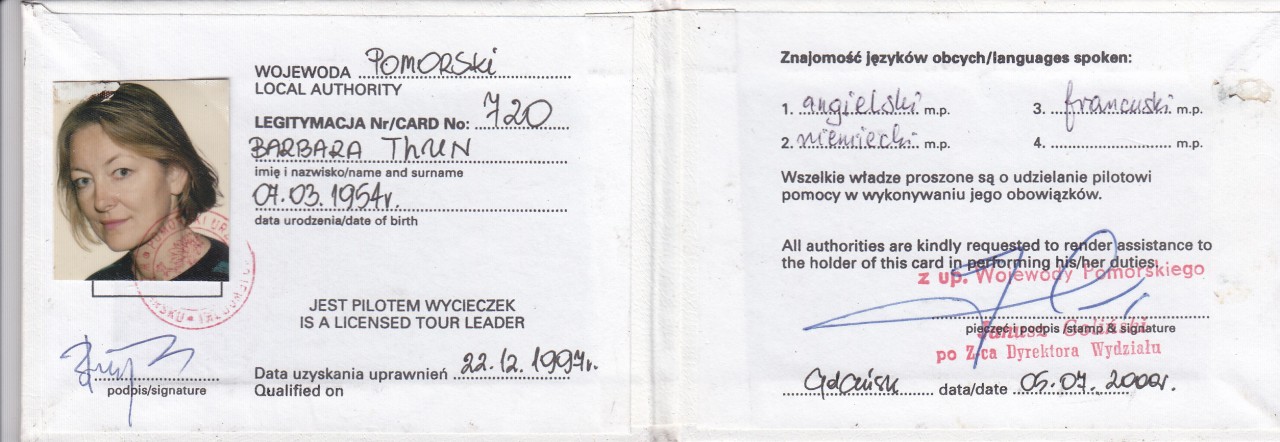 WOJEWODA POMORSKI
LOCAL AUTHORITY
LEGITYMACJA Nr/CARD No: 720
BARBARA THUN
imię i nazwisko/name and surname
07.03.1954r.
data urodzenia/date of birth
JEST PILOTEM WYCIECZEK
IS A LICENSED TOUR LEADER
Data uzyskania uprawnień 22.12.1997r.
Qualified on
podpis/signature
Znajomość języków obcych/languages spoken:
1. angielski m.p. 3. francuski m.p.
2. niemiecki m.p. 4. m.p.
Wszelkie władze proszone są o udzielanie pilotowi
pomocy w wykonywaniu jego obowiązków.
All authorities are kindly requested to render assistance to
the holder of this card in performing his/her duties.
z up. Wojewody Pomorskiego
pieczęć i podpis /stamp & signature
Janusz Goliński
po Z-ca Dyrektora Wydziału
Gdańsk data/date 05.07.2000r.